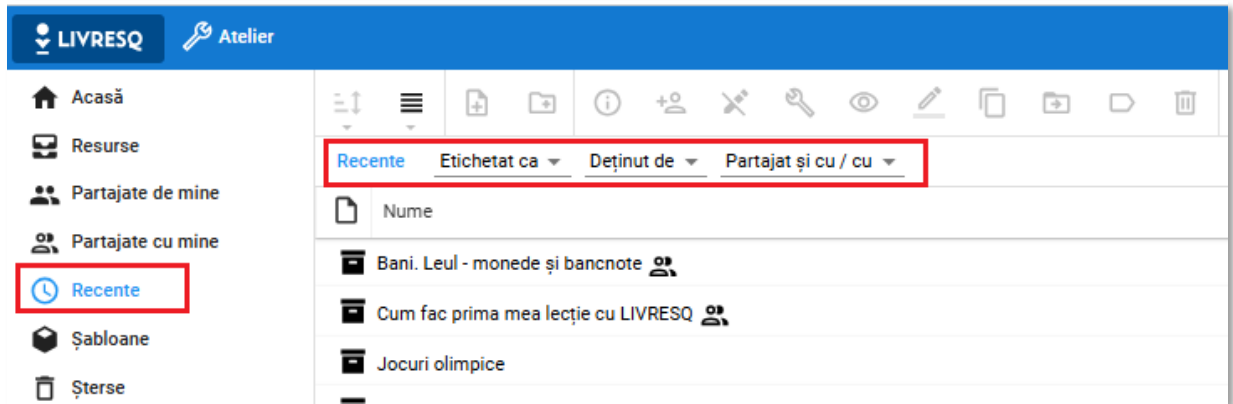 LIVRESQ Atelier
Acasă
Resurse
Partajate de mine
Partajate cu mine
Recente
Șabloane
Șterse
Recente Etichetat ca Deținut de Partajat și cu / cu
Nume
Bani. Leul - monede și bancnote
Cum fac prima mea lecție cu LIVRESQ
Jocuri olimpice